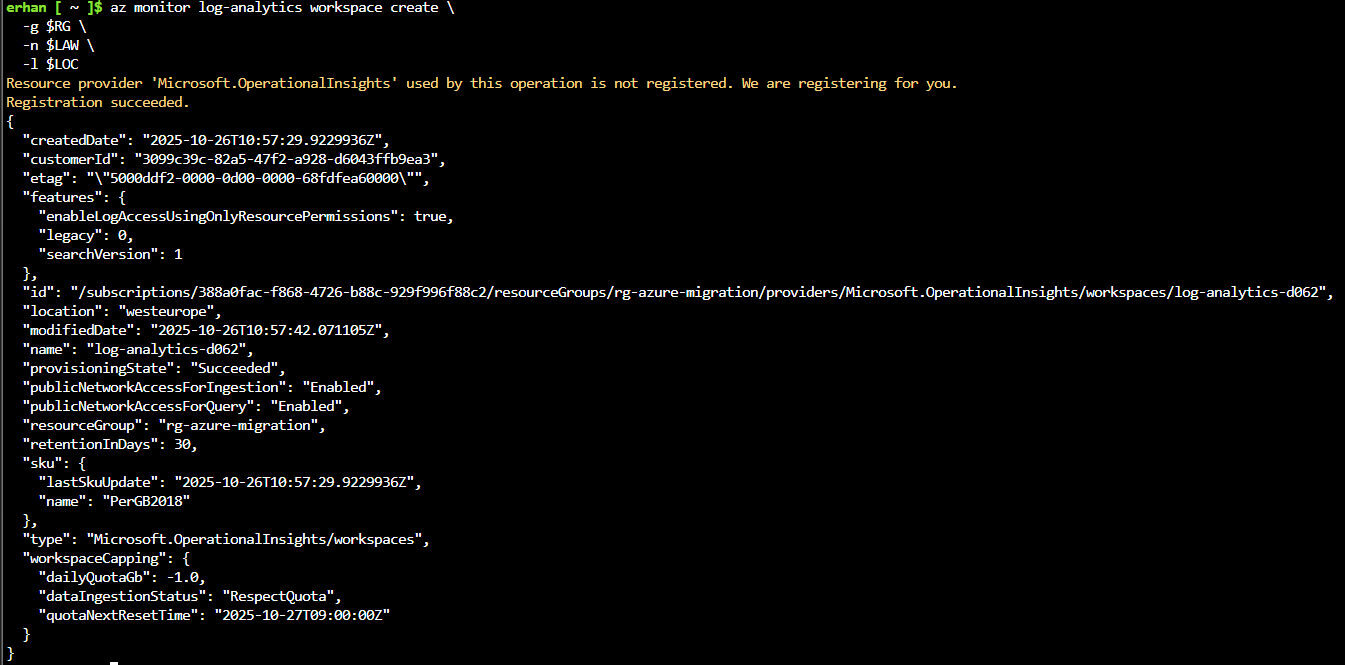 erhan [ ~ ]$ az monitor log-analytics workspace create \
  -g $RG \
  -n $LAW \
  -l $LOC
Resource provider 'Microsoft.OperationalInsights' used by this operation is not registered. We are registering for you.
Registration succeeded.
{
  "createdDate": "2025-10-26T10:57:29.9229936Z",
  "customerId": "3099c39c-82a5-47f2-a928-d6043ffb9ea3",
  "etag": "\"5000ddf2-0000-0d00-0000-68fdfea60000\"",
  "features": {
    "enableLogAccessUsingOnlyResourcePermissions": true,
    "legacy": 0,
    "searchVersion": 1
  },
  "id": "/subscriptions/388a0fac-f868-4726-b88c-929f996f88c2/resourceGroups/rg-azure-migration/providers/Microsoft.OperationalInsights/workspaces/log-analytics-d062",
  "location": "westeurope",
  "modifiedDate": "2025-10-26T10:57:42.071105Z",
  "name": "log-analytics-d062",
  "provisioningState": "Succeeded",
  "publicNetworkAccessForIngestion": "Enabled",
  "publicNetworkAccessForQuery": "Enabled",
  "resourceGroup": "rg-azure-migration",
  "retentionInDays": 30,
  "sku": {
    "lastSkuUpdate": "2025-10-26T10:57:29.9229936Z",
    "name": "PerGB2018"
  },
  "type": "Microsoft.OperationalInsights/workspaces",
  "workspaceCapping": {
    "dailyQuotaGb": -1.0,
    "dataIngestionStatus": "RespectQuota",
    "quotaNextResetTime": "2025-10-27T09:00:00Z"
  }
}